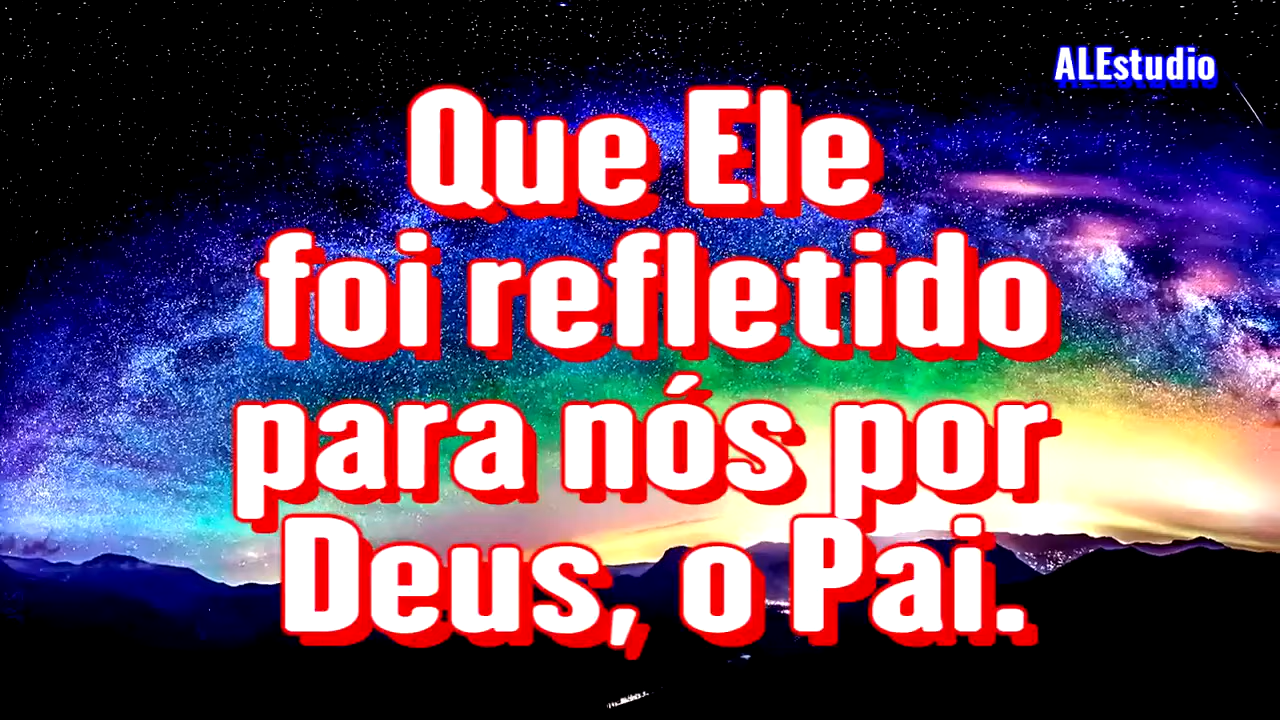 ALEstudio
Que Ele
foi refletido
para nós por
Deus, o Pai.